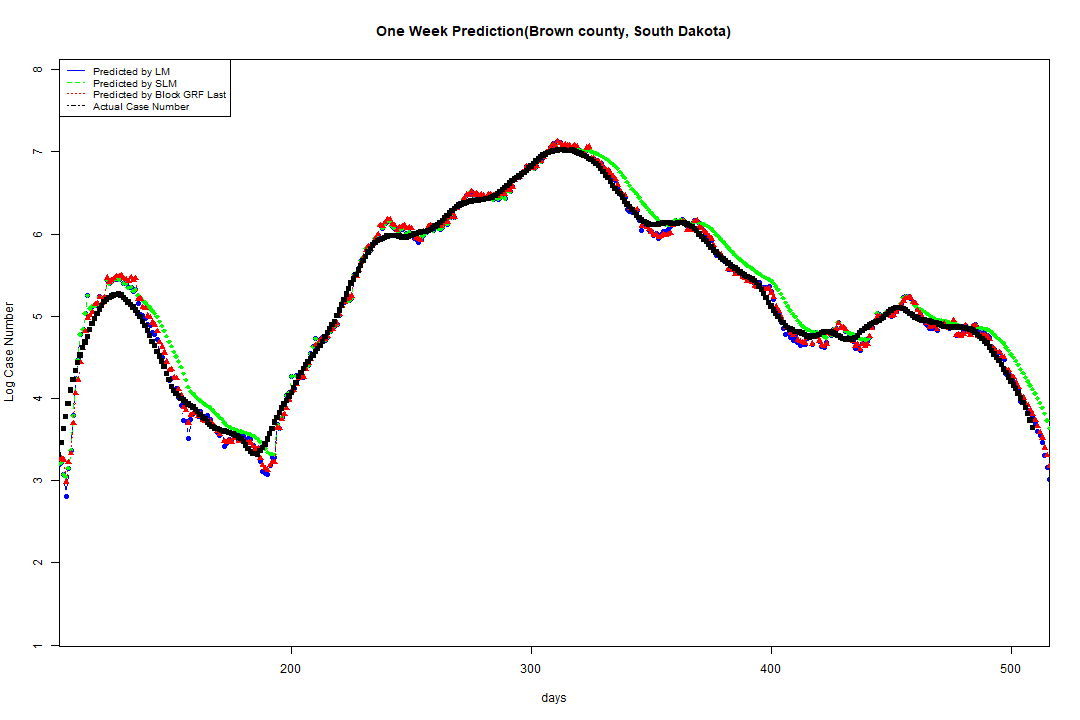 One Week Prediction(Brown county, South Dakota)
8
Predicted by LM
Predicted by SLM
Predicted by Block GRF Last
Actual Case Number
7
6
5
4
3
2
1
Log Case Number
200
300
400
500
days